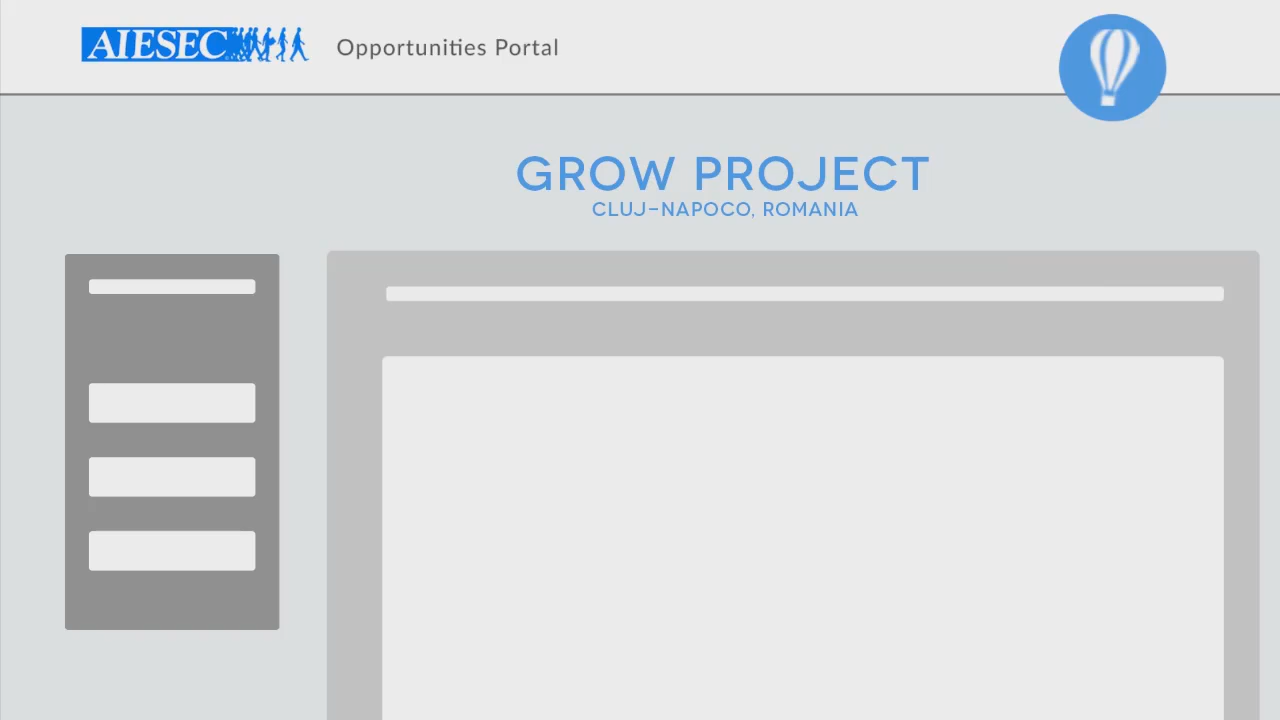 AIESEC
Opportunities Portal
GROW PROJECT
CLUJ-NAPOCO, ROMANIA